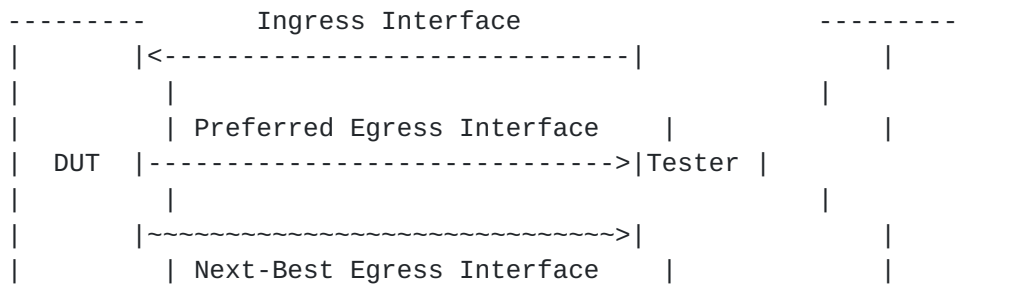 ---------       Ingress Interface                   ---------
|       |<------------------------------|               |
|         |                                         |
|         | Preferred Egress Interface    |             |
|  DUT  |------------------------------>|Tester |
|         |                                         |
|       |~~~~~~~~~~~~~~~~~~~~~~~~~~~~~~>|               |
|         | Next-Best Egress Interface    |             |